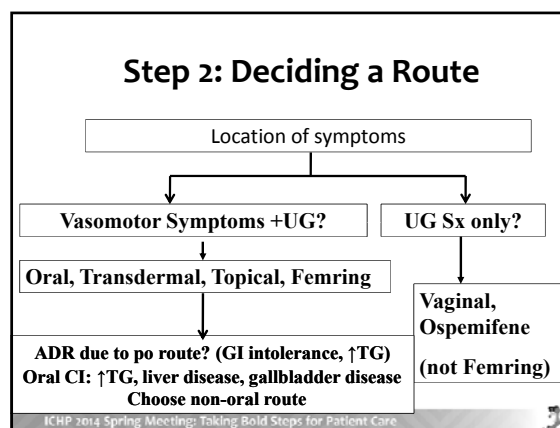 Step 2: Deciding a Route
Location of symptoms
Vasomotor Symptoms +UG?
UG Sx only?
Oral, Transdermal, Topical, Femring
Vaginal,
Ospemifene
(not Femring)
ADR due to po route? (GI intolerance, ↑TG)
Oral CI: ↑TG, liver disease, gallbladder disease
Choose non-oral route
ICHP 2014 Spring Meeting: Taking Bold Steps for Patient Care